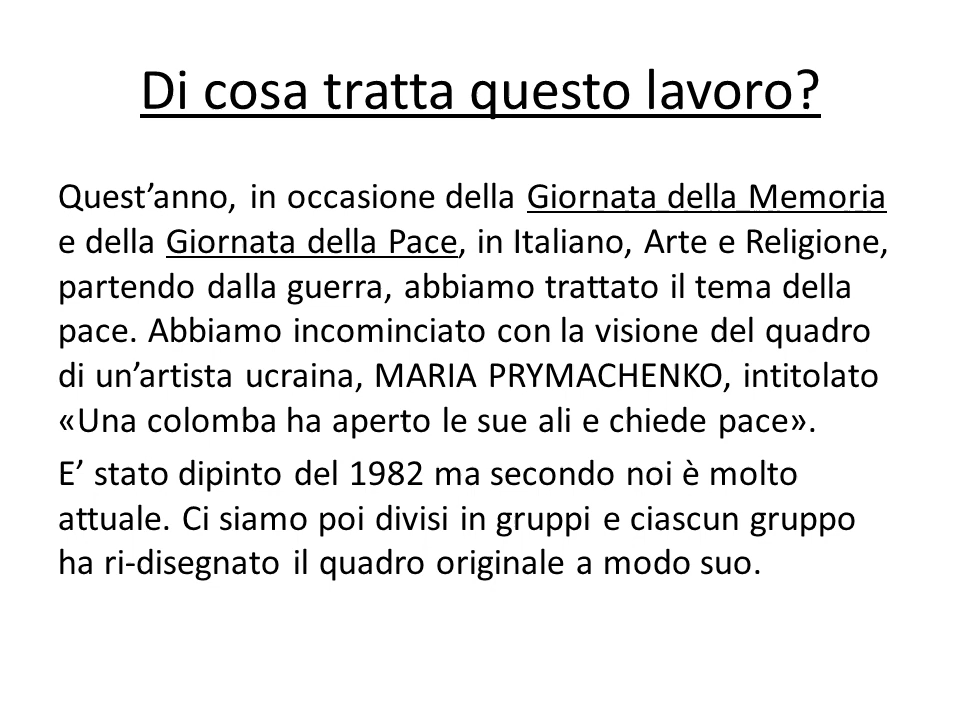 Di cosa tratta questo lavoro?
Quest’anno, in occasione della Giornata della Memoria
e della Giornata della Pace, in Italiano, Arte e Religione,
partendo dalla guerra, abbiamo trattato il tema della
pace. Abbiamo incominciato con la visione del quadro
di un’artista ucraina, MARIA PRYMACHENKO, intitolato
«Una colomba ha aperto le sue ali e chiede pace».
E’ stato dipinto del 1982 ma secondo noi è molto
attuale. Ci siamo poi divisi in gruppi e ciascun gruppo
ha ri-disegnato il quadro originale a modo suo.